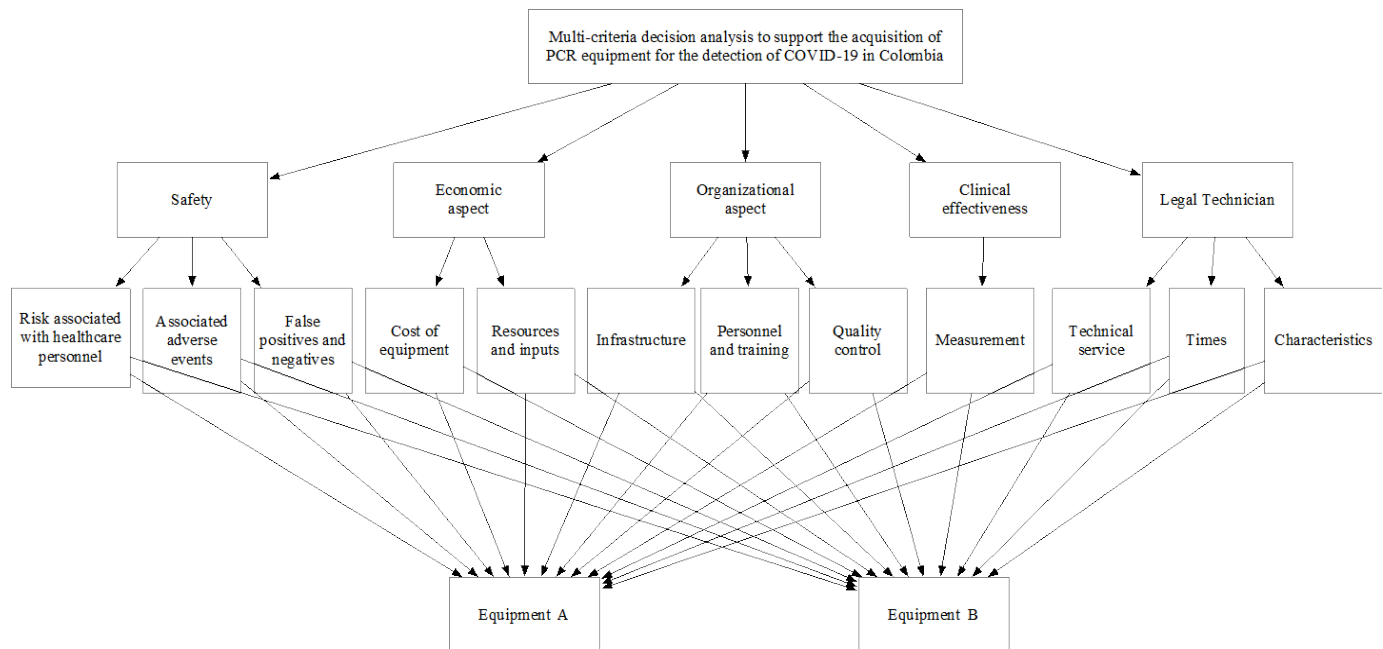 Multi-criteria decision analysis to support the acquisition of
PCR equipment for the detection of COVID-19 in Colombia
Safety
Economic
aspect
Organizational
aspect
Clinical
effectiveness
Legal Technician
Risk associated
with healthcare
personnel
Associated
adverse
events
False
positives and
negatives
Cost of
equipment
Resources
and inputs
Infrastructure
Personnel
and training
Quality
control
Measurement
Technical
service
Times
Characteristics
Equipment A
Equipment B